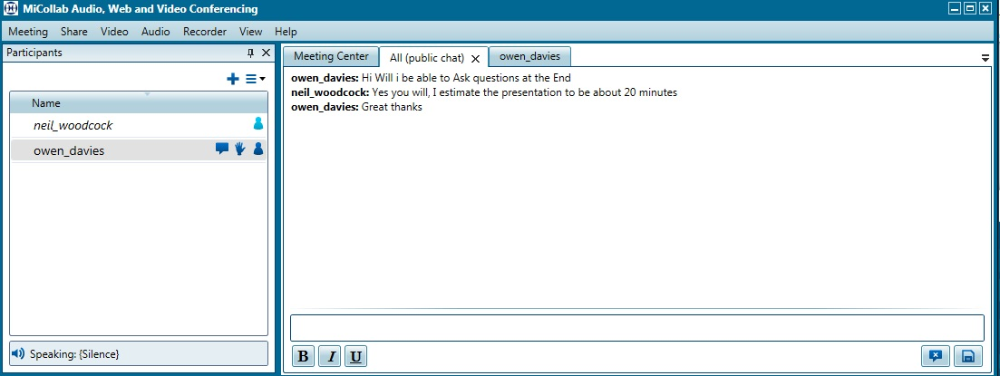 MiCollab Audio, Web and Video Conferencing
Meeting Share Video Audio Recorder View Help
Participants
Meeting Center All (public chat) owen_davies
Name
neil_woodcock
owen_davies
Speaking: {Silence}
owen_davies: Hi Will i be able to Ask questions at the End
neil_woodcock: Yes you will, I estimate the presentation to be about 20 minutes
owen_davies: Great thanks
B I U